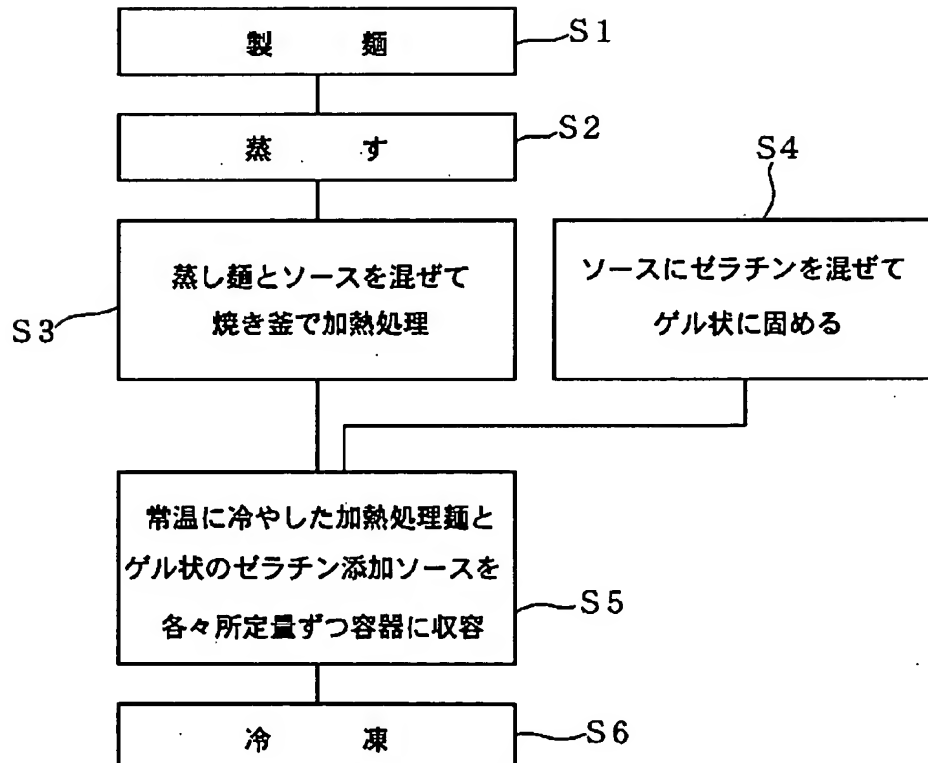 製 麺
S1
蒸 す
S2
S4
蒸し麺とソースを混ぜて
焼き釜で加熱処理
S3
ソースにゼラチンを混ぜて
ゲル状に固める
常温に冷やした加熱処理麺と
ゲル状のゼラチン添加ソースを
各々所定量ずつ容器に収容
S5
冷 凍
S6